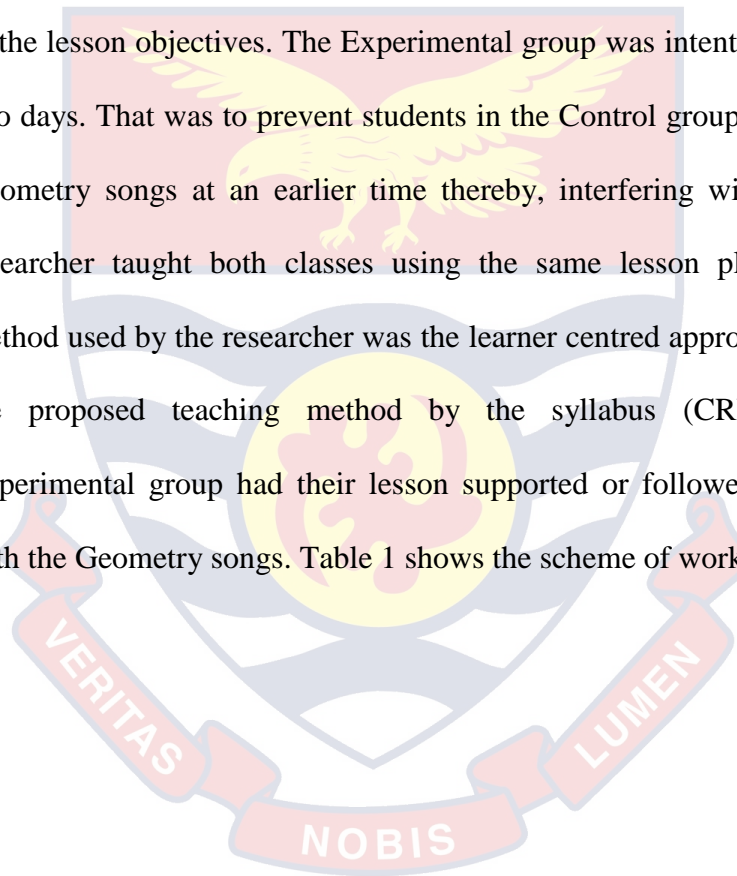 the lesson objectives. The Experimental group was intent
o days. That was to prevent students in the Control group
ometry songs at an earlier time thereby, interfering wi
earcher taught both classes using the same lesson pl
ethod used by the researcher was the learner centred appro
e proposed teaching method by the syllabus (CR
xperimental group had their lesson supported or followe
th the Geometry songs. Table 1 shows the scheme of work
VERITAS
NOBIS
LUMEN